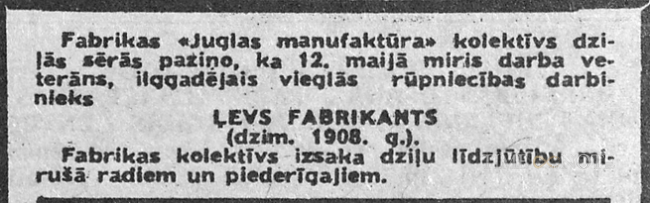 Fabrikas «Juglas manufaktūra» kolektīvs dzi-
ļās sērās paziņo, ka 12. maijā miris darba ve-
terāns, ilggadējais vieglās rūpniecības darbi-
nieks
ĻEVS FABRIKANTS
(dzim. 1908. g.).
Fabrikas kolektīvs izsaka dziļu līdzjūtību mi-
rušā radiem un piederīgajiem.